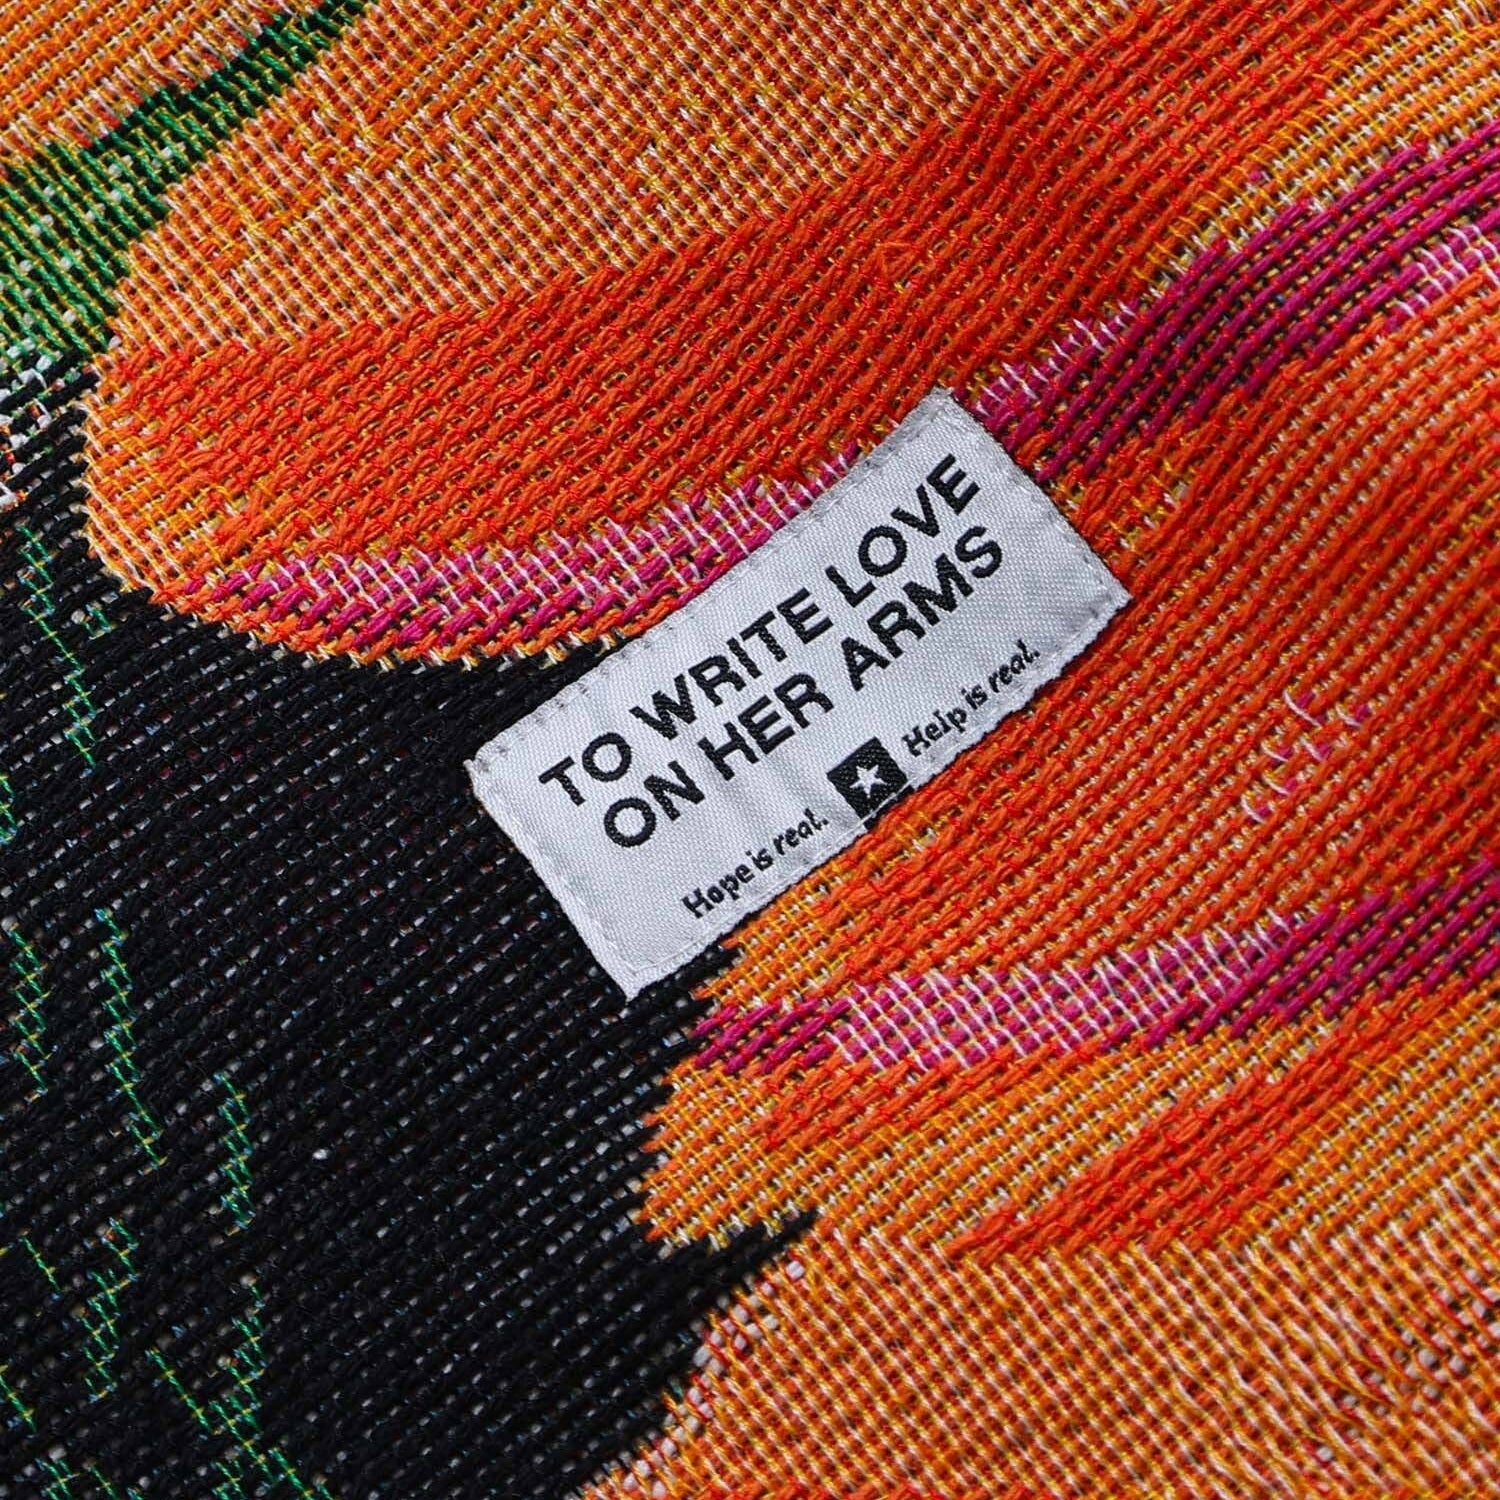 TO WRITE LOVE
ON HER ARMS
Hope is real. Help is real.